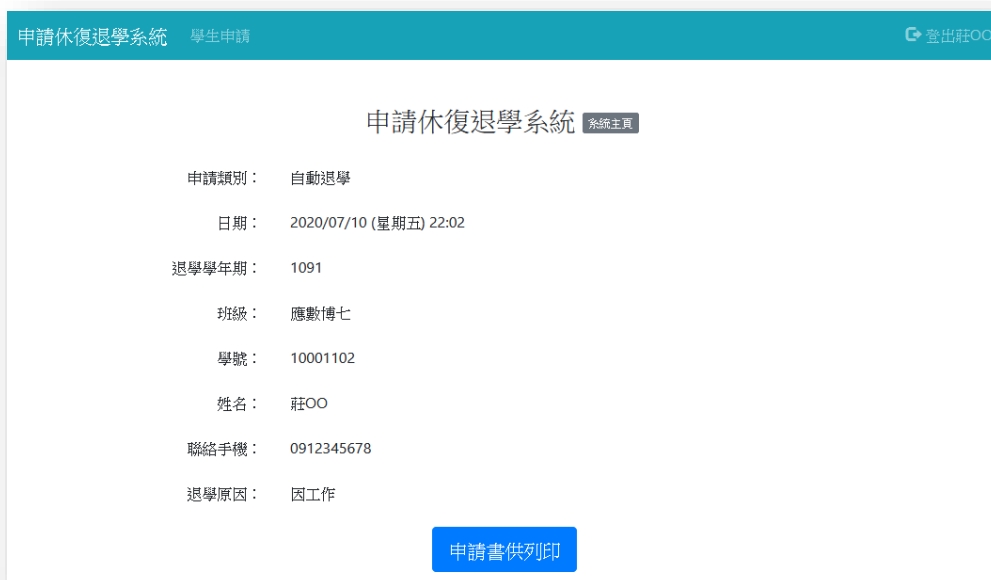 申請休復退學系統 學生申請 登出莊OO
申請休復退學系統 系統主頁
申請類別： 自動退學
日期： 2020/07/10 (星期五) 22:02
退學學年期： 1091
班級： 應數博七
學號： 10001102
姓名： 莊OO
聯絡手機： 0912345678
退學原因： 因工作
申請書供列印